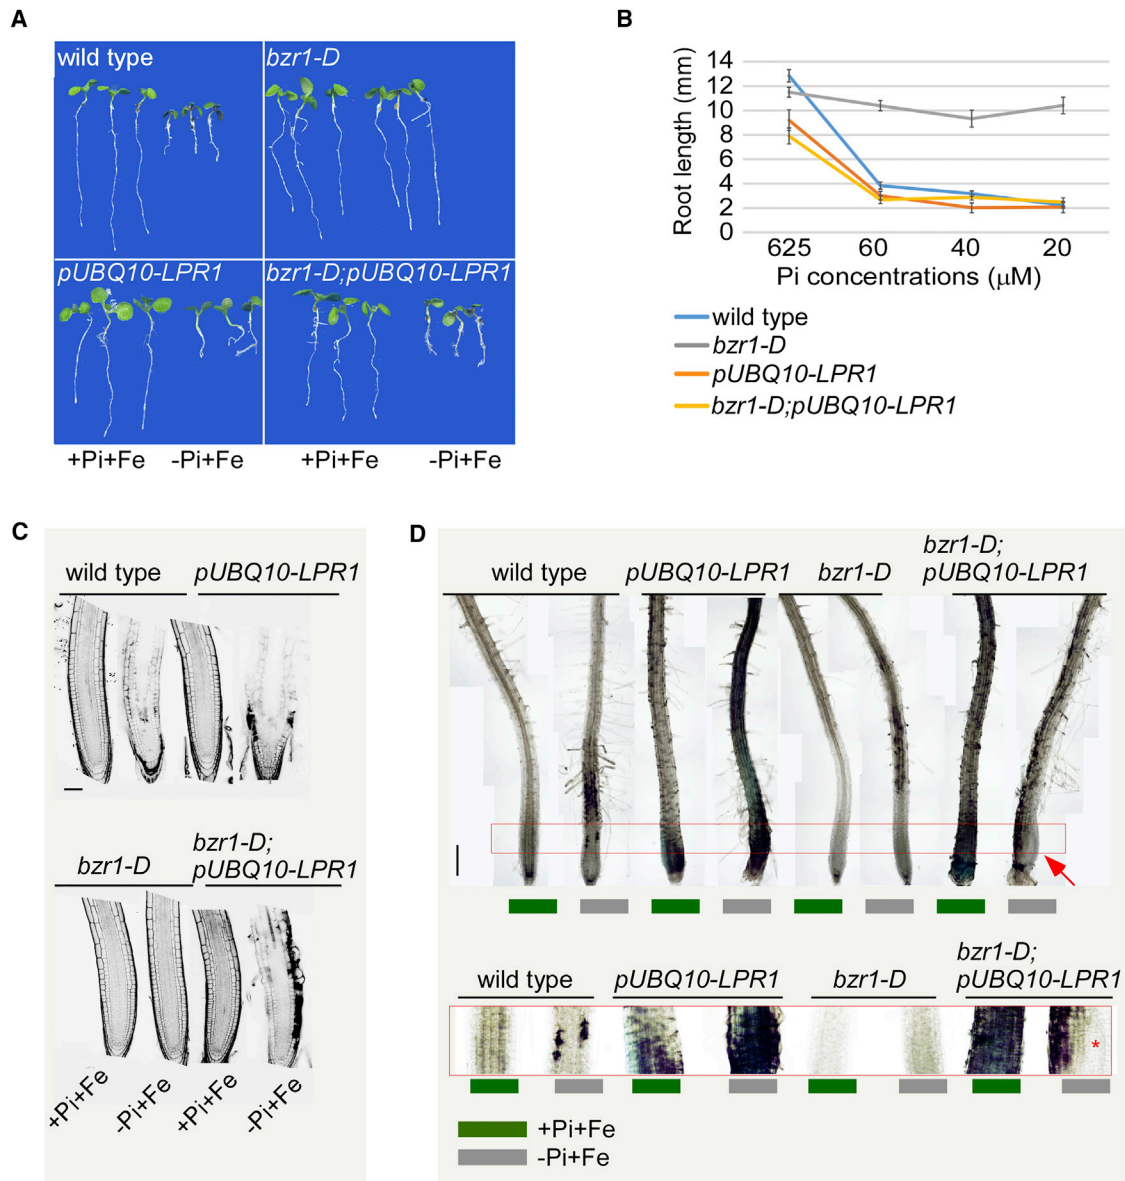 A
wild type
bzr1-D
pUBQ10-LPR1
bzr1-D;pUBQ10-LPR1
+Pi+Fe
-Pi+Fe
+Pi+Fe
-Pi+Fe
B
Root length (mm)
14
12
10
8
6
4
2
0
625
60
40
20
Pi concentrations (μM)
wild type
bzr1-D
pUBQ10-LPR1
bzr1-D;pUBQ10-LPR1
C
wild type
pUBQ10-LPR1
bzr1-D
bzr1-D;
pUBQ10-LPR1
+Pi+Fe
-Pi+Fe
+Pi+Fe
-Pi+Fe
D
wild type
pUBQ10-LPR1
bzr1-D
bzr1-D;
pUBQ10-LPR1
wild type
pUBQ10-LPR1
bzr1-D
bzr1-D;
pUBQ10-LPR1
*
+Pi+Fe
-Pi+Fe